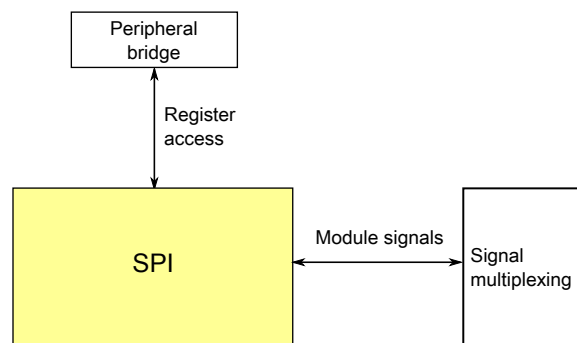 Peripheral
bridge
Register
access
SPI
Module signals
Signal
multiplexing